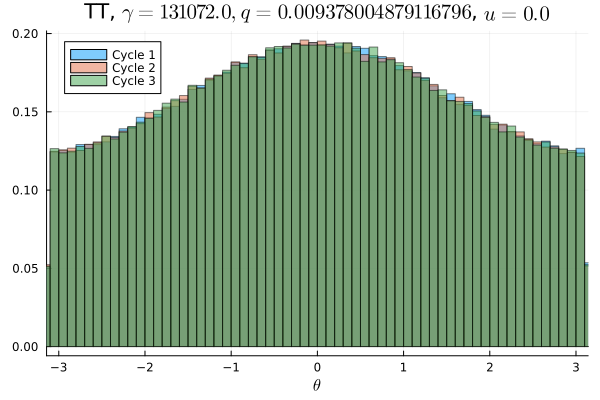 TT, γ = 131072.0, q = 0.009378004879116796, u = 0.0
Cycle 1
Cycle 2
Cycle 3
0.20
0.15
0.10
0.05
0.00
−3 −2 −1 0 1 2 3
θ